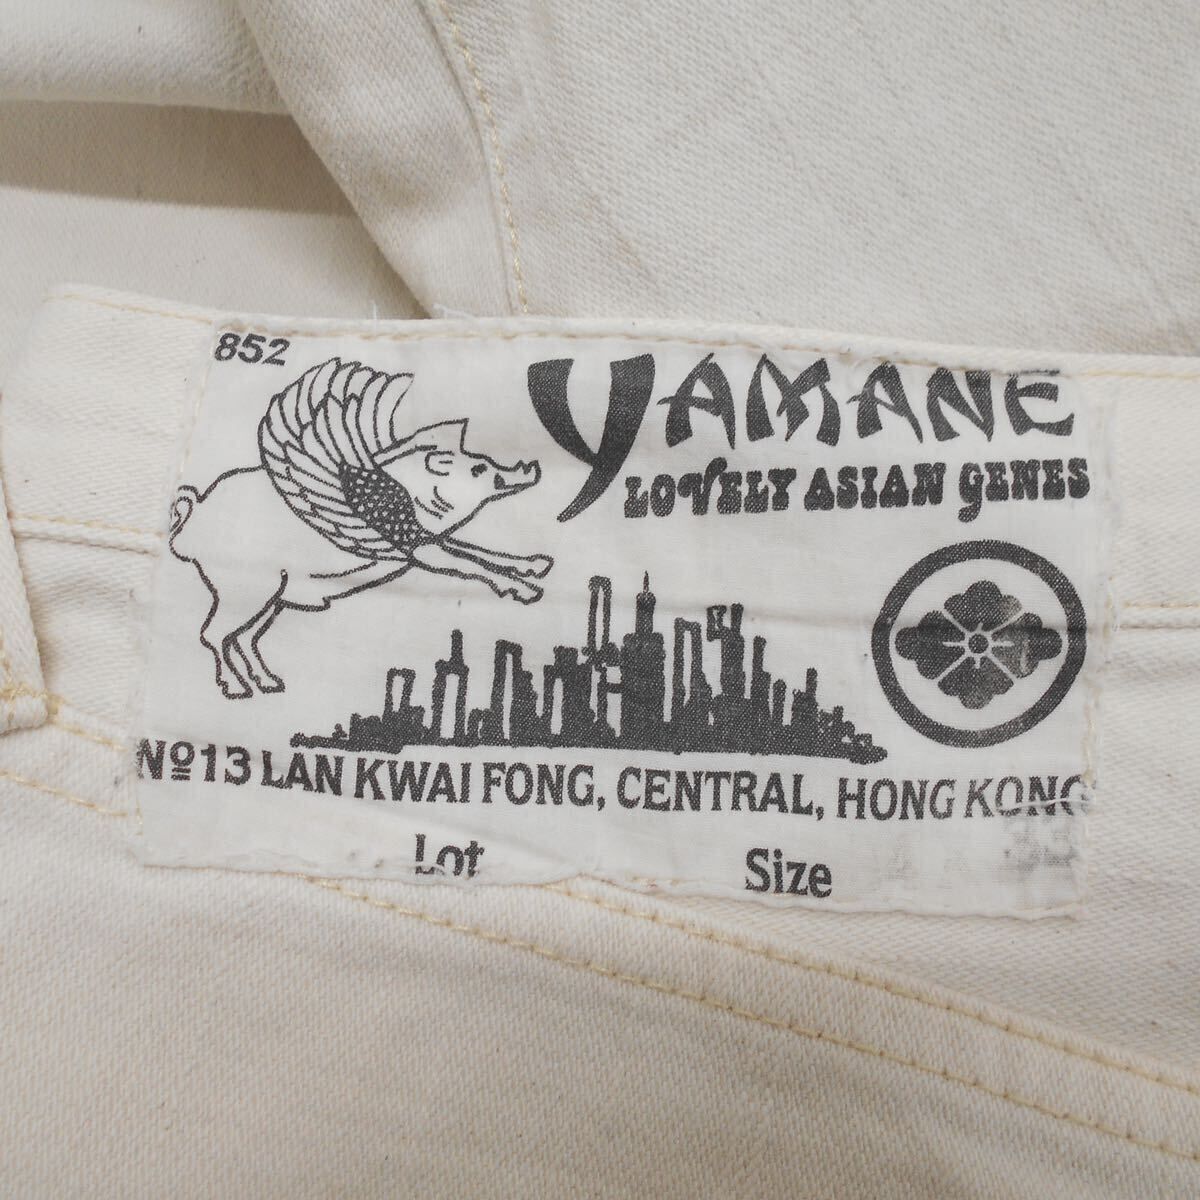 852
YAMANE
LOVELY ASIAN GENES
Nº13 LAN KWAI FONG, CENTRAL, HONG KONG
Lot Size